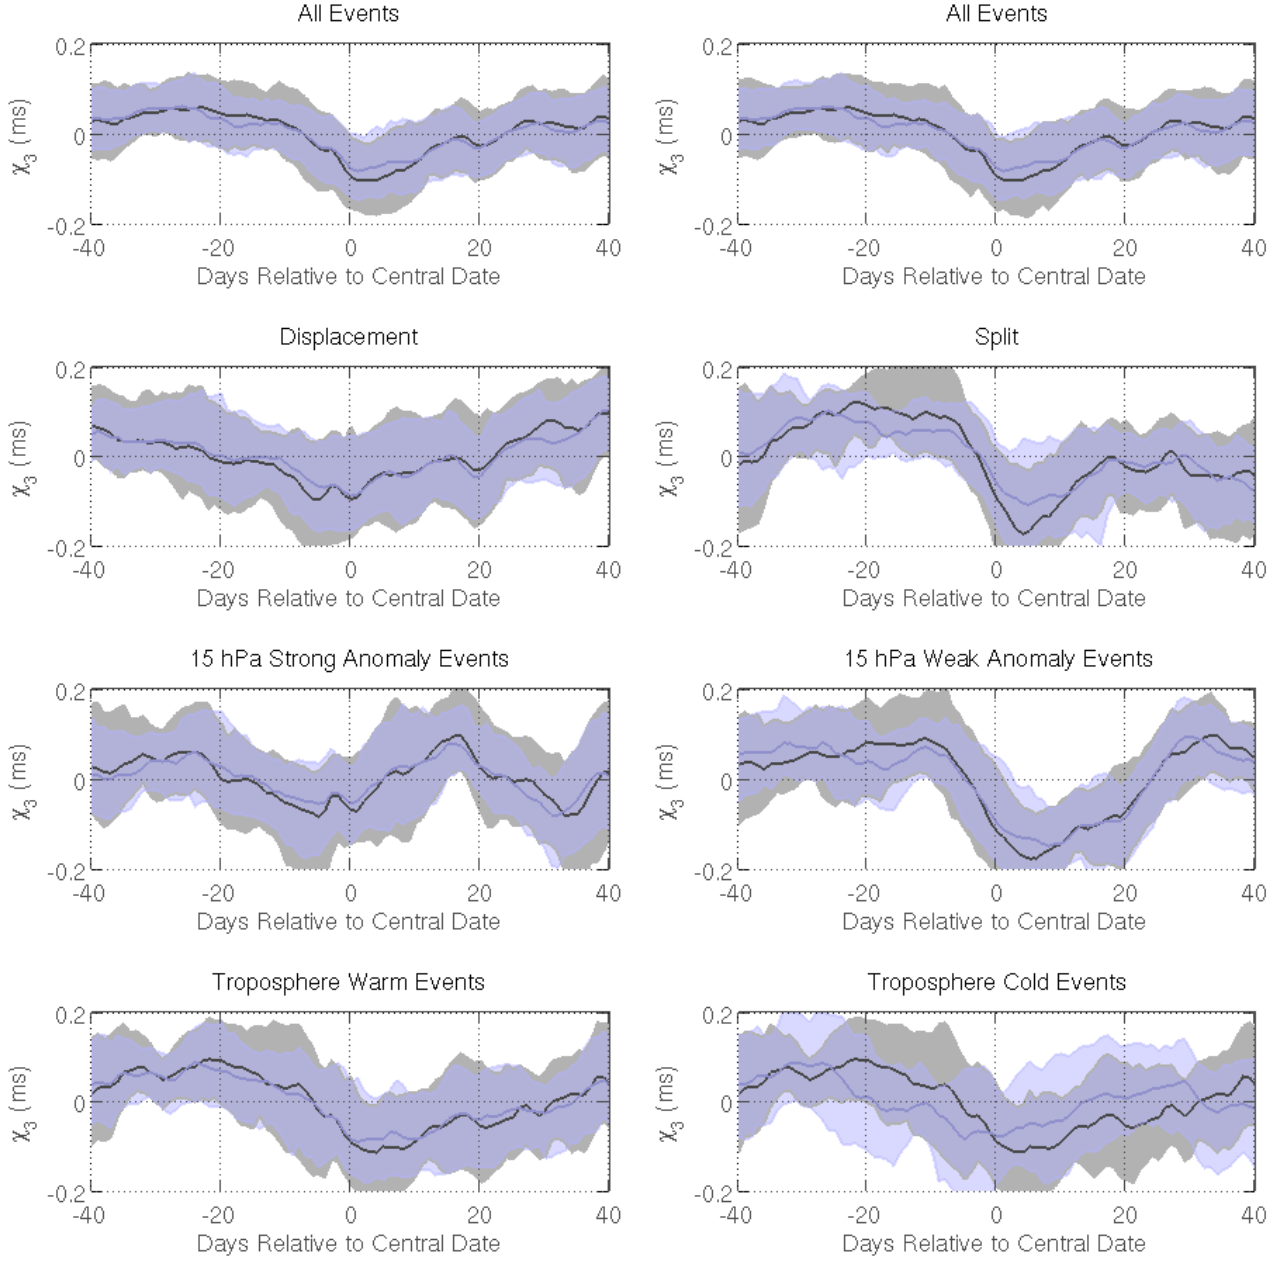 All Events
All Events
0.2
0
-0.2
χ3 (ms)
-40 -20 0 20 40
Days Relative to Central Date
0.2
0
-0.2
χ3 (ms)
-40 -20 0 20 40
Days Relative to Central Date
Displacement
Split
0.2
0
-0.2
χ3 (ms)
-40 -20 0 20 40
Days Relative to Central Date
0.2
0
-0.2
χ3 (ms)
-40 -20 0 20 40
Days Relative to Central Date
15 hPa Strong Anomaly Events
15 hPa Weak Anomaly Events
0.2
0
-0.2
χ3 (ms)
-40 -20 0 20 40
Days Relative to Central Date
0.2
0
-0.2
χ3 (ms)
-40 -20 0 20 40
Days Relative to Central Date
Troposphere Warm Events
Troposphere Cold Events
0.2
0
-0.2
χ3 (ms)
-40 -20 0 20 40
Days Relative to Central Date
0.2
0
-0.2
χ3 (ms)
-40 -20 0 20 40
Days Relative to Central Date